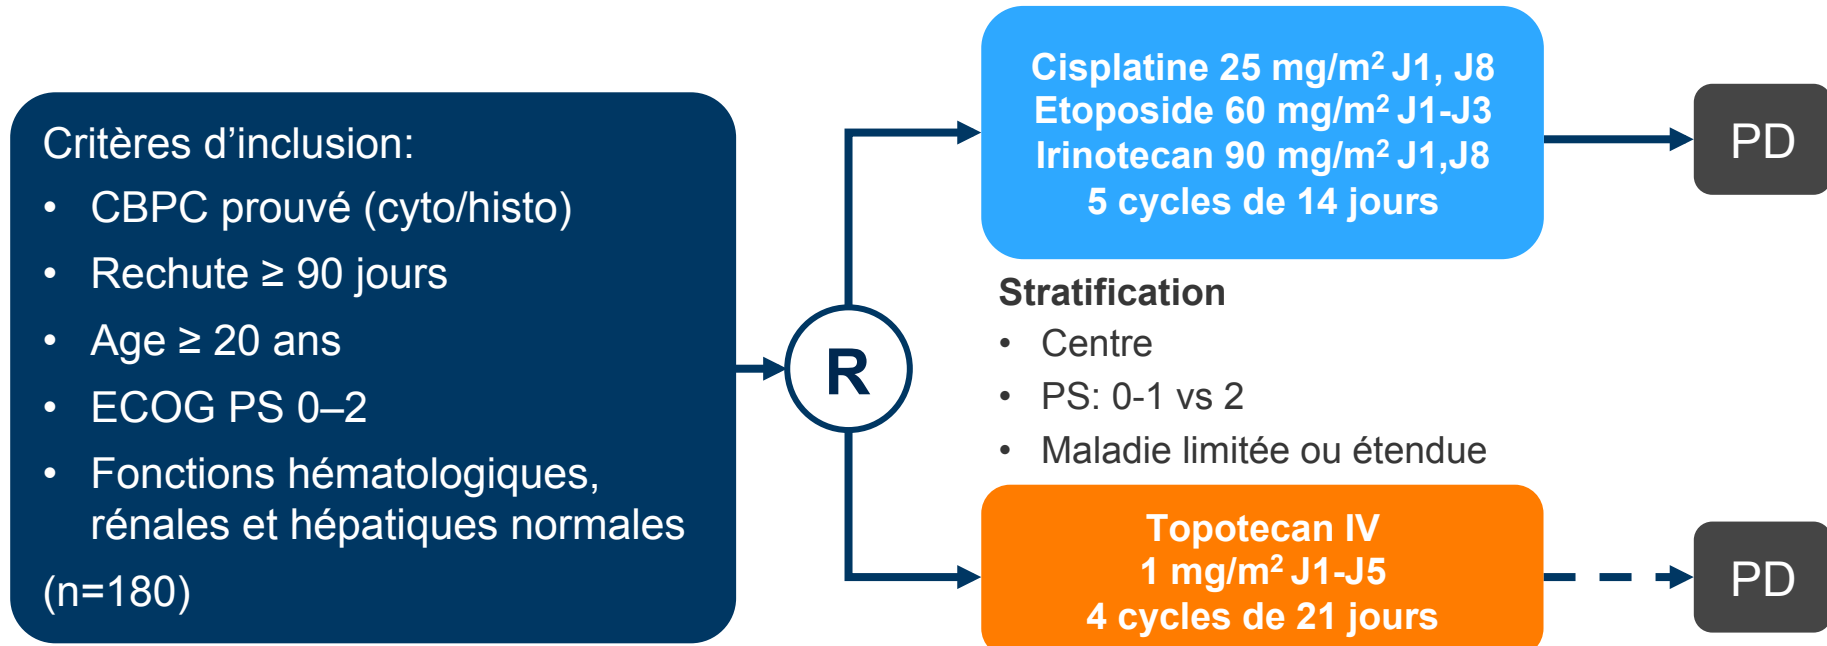 Critères d’inclusion:
• CBPC prouvé (cyto/histo)
• Rechute ≥ 90 jours
• Age ≥ 20 ans
• ECOG PS 0–2
• Fonctions hématologiques,
rénales et hépatiques normales
(n=180)
R
Cisplatine 25 mg/m² J1, J8
Etoposide 60 mg/m² J1-J3
Irinotecan 90 mg/m² J1,J8
5 cycles de 14 jours
PD
Stratification
• Centre
• PS: 0-1 vs 2
• Maladie limitée ou étendue
Topotecan IV
1 mg/m² J1-J5
4 cycles de 21 jours
PD